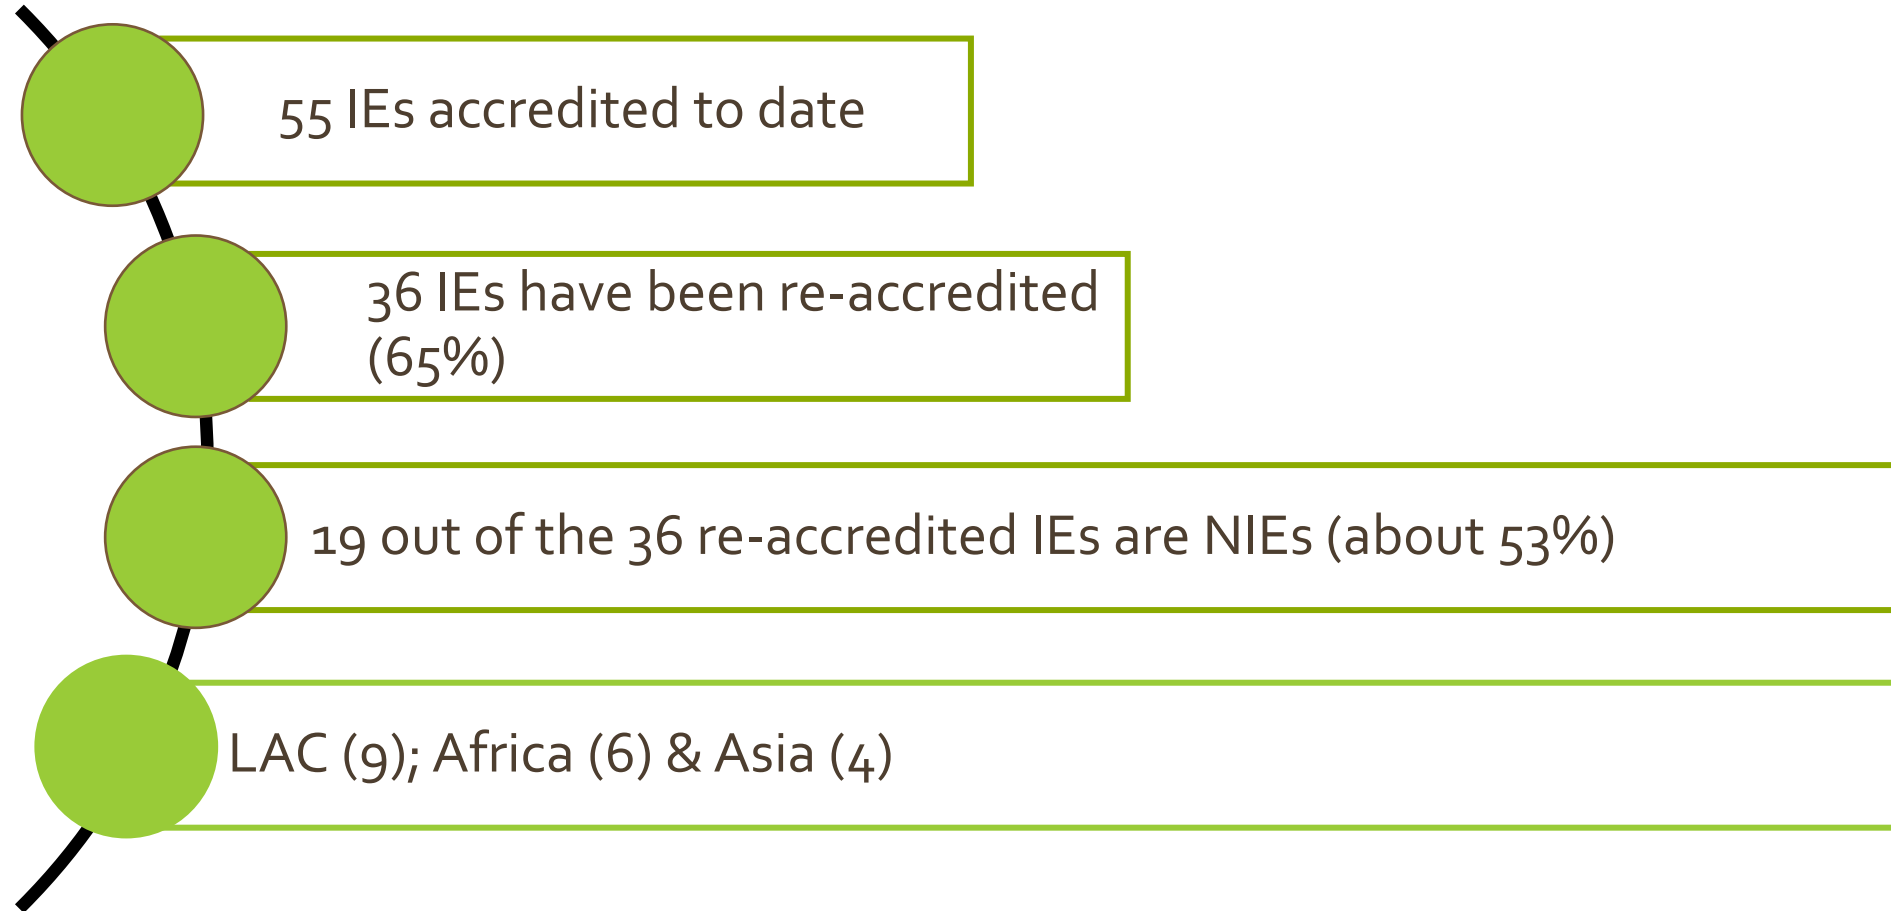 55 IEs accredited to date
36 IEs have been re-accredited
(65%)
19 out of the 36 re-accredited IEs are NIEs (about 53%)
LAC (9); Africa (6) & Asia (4)